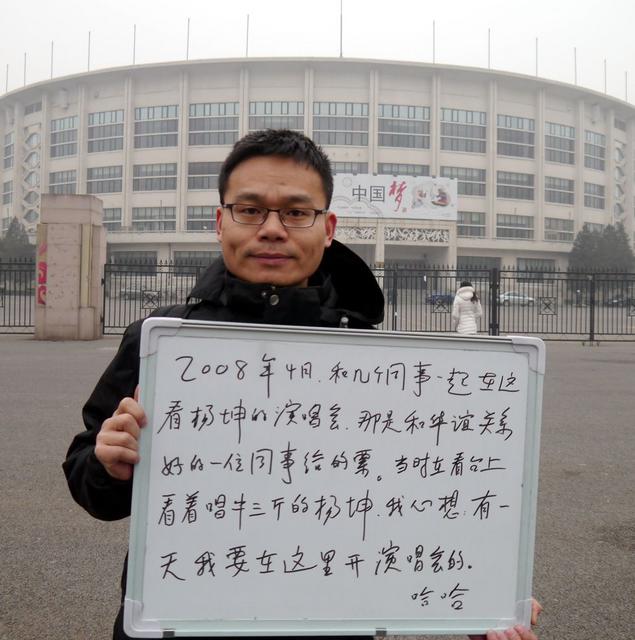 中国梦
2008年4月,和几个同事一起在这
看杨坤的演唱会,那是和华谊关系
好的一位同事给的票。当时在看台上
看着唱牛三斤的杨坤,我心想:有一
天我要在这里开演唱会的.
哈哈